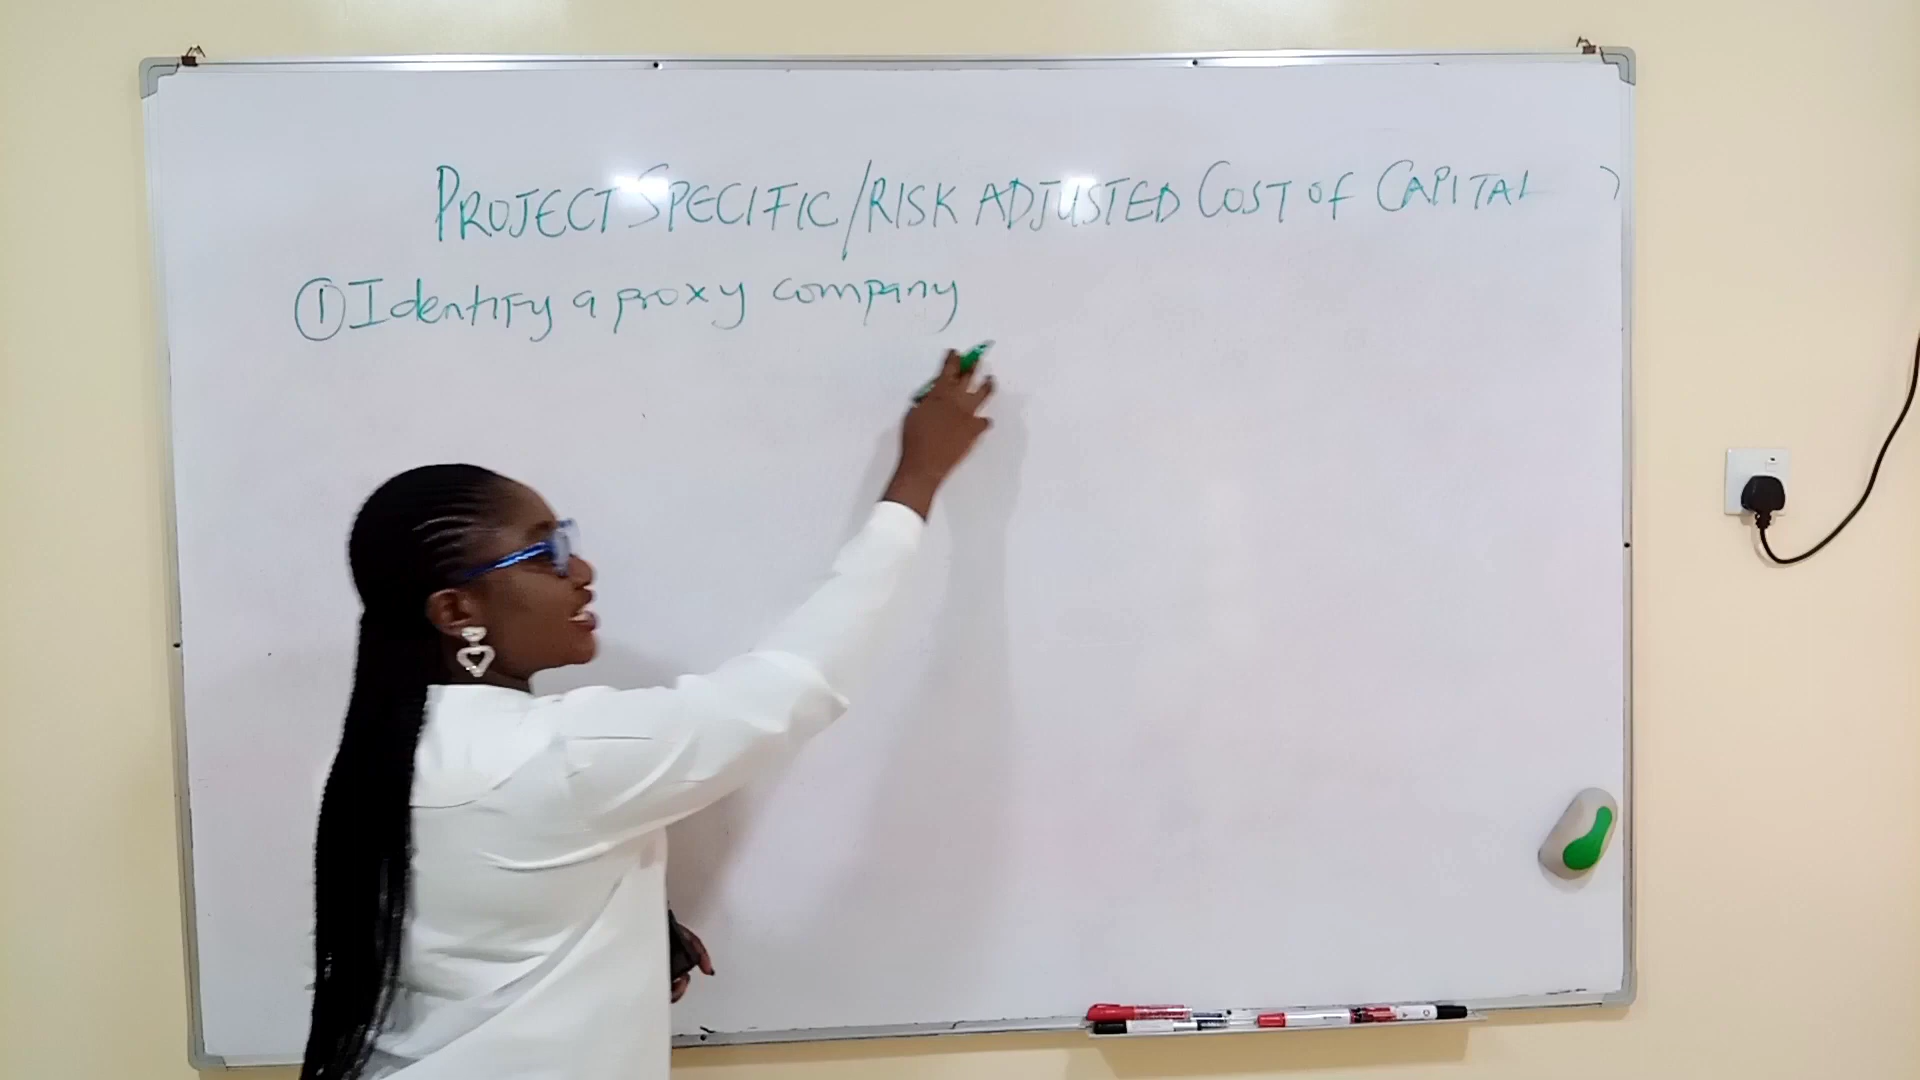 PROJECT SPECIFIC/RISK ADJUSTED COST OF CAPITAL
① Identify a proxy company